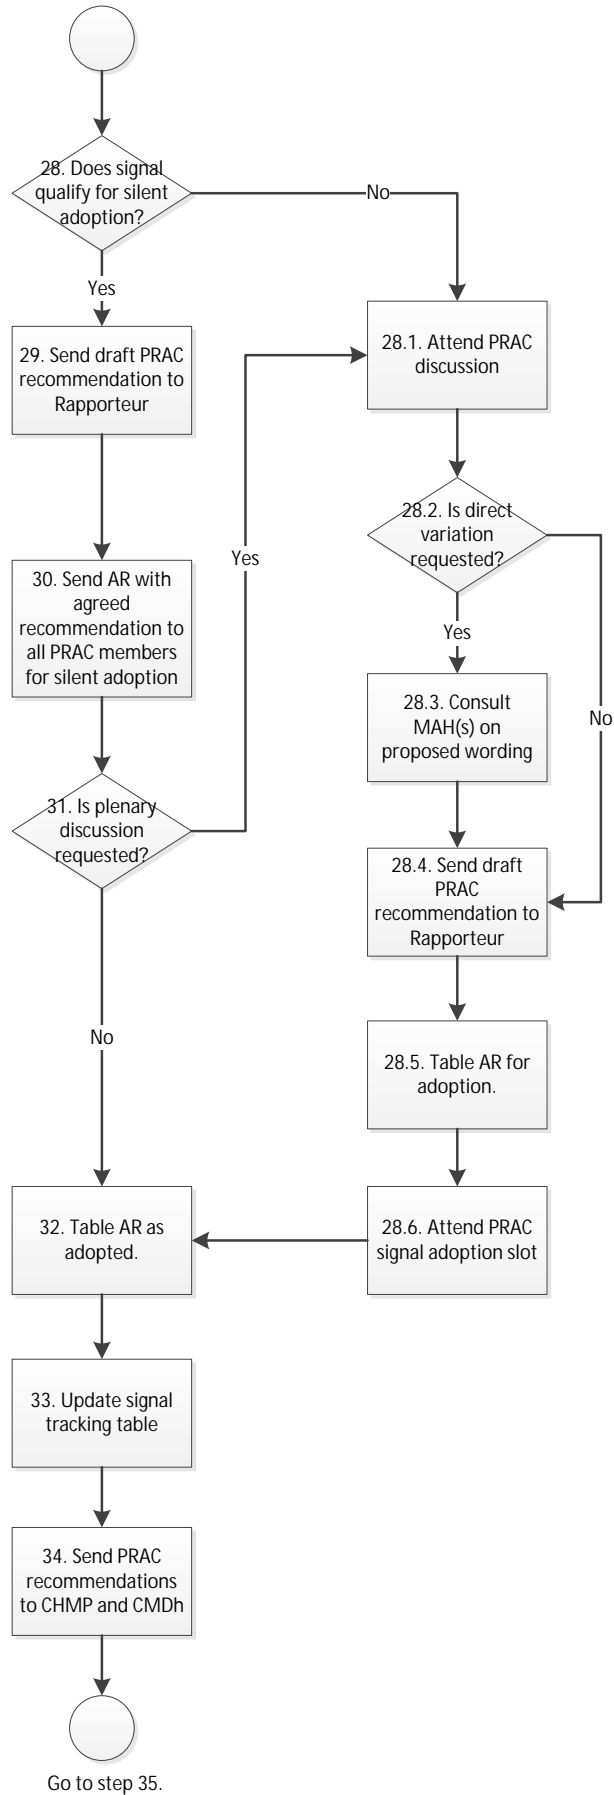 28. Does signal
qualify for silent
adoption?
No
Yes
29. Send draft PRAC
recommendation to
Rapporteur
28.1. Attend PRAC
discussion
28.2. Is direct
variation
requested?
Yes
30. Send AR with
agreed
recommendation to
all PRAC members
for silent adoption
Yes
28.3. Consult
MAH(s) on
proposed wording
No
31. Is plenary
discussion
requested?
28.4. Send draft
PRAC
recommendation to
Rapporteur
No
28.5. Table AR for
adoption.
32. Table AR as
adopted.
28.6. Attend PRAC
signal adoption slot
33. Update signal
tracking table
34. Send PRAC
recommendations
to CHMP and CMDh
Go to step 35.